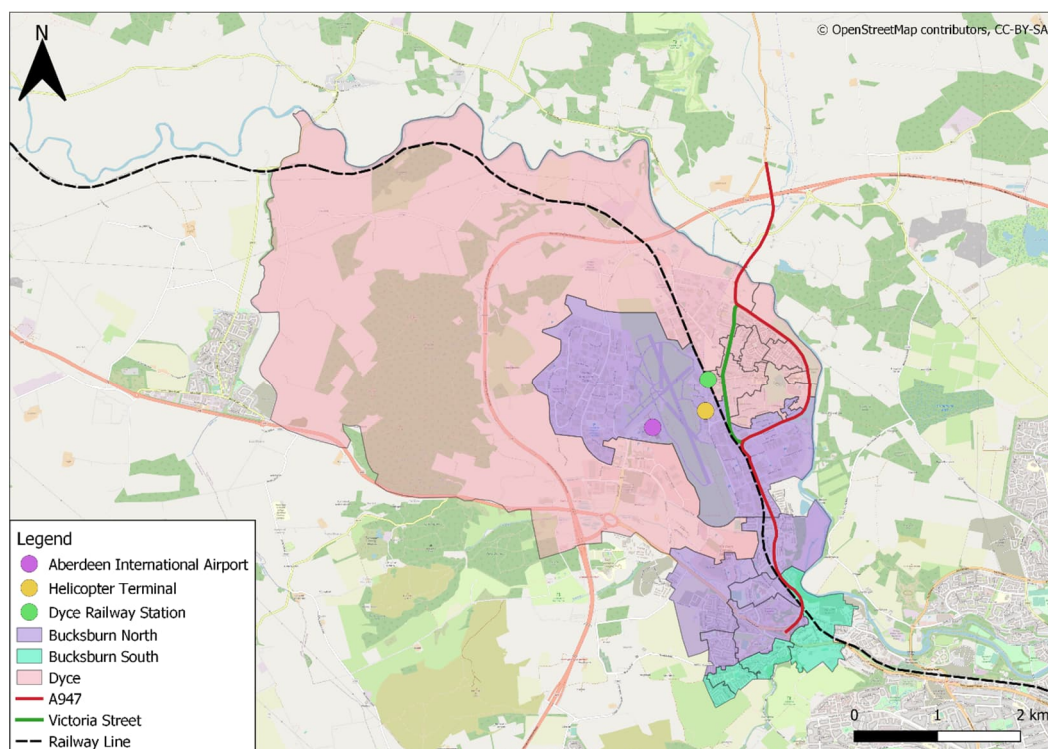 N
© OpenStreetMap contributors, CC-BY-SA
Legend
Aberdeen International Airport
Helicopter Terminal
Dyce Railway Station
Bucksburn North
Bucksburn South
Dyce
A947
Victoria Street
Railway Line
0 1 2 km